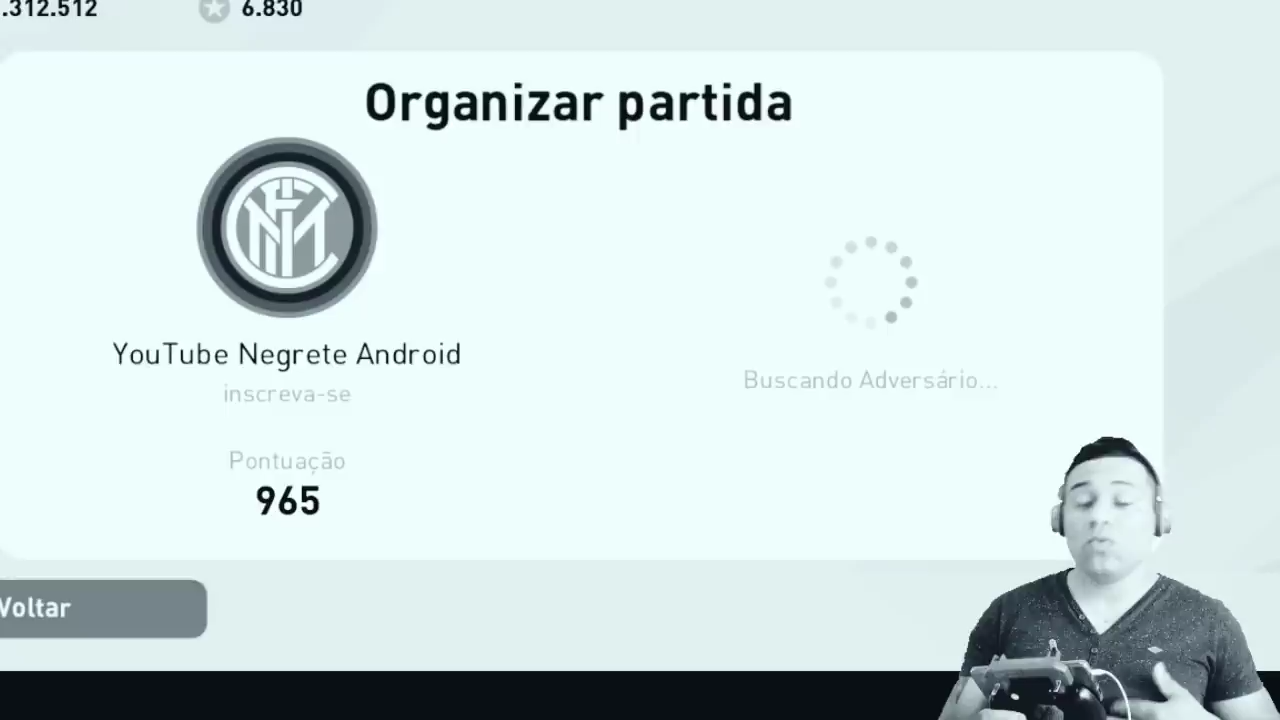 .312.512 6.830
Organizar partida
YouTube Negrete Android
inscreva-se
Buscando Adversário...
Pontuação
965
Voltar